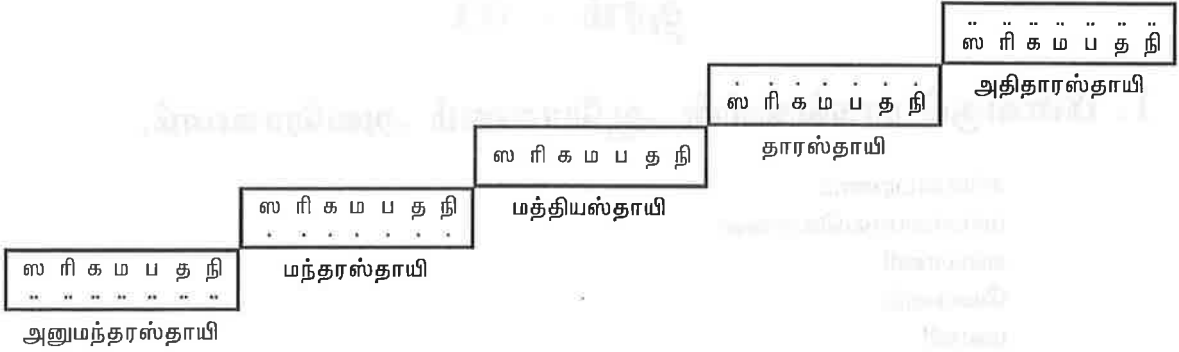 ஸ ரி க ம ப த நி
அதிதாரஸ்தாயி
ஸ ரி க ம ப த நி
தாரஸ்தாயி
ஸ ரி க ம ப த நி
மத்தியஸ்தாயி
ஸ ரி க ம ப த நி
மந்தரஸ்தாயி
ஸ ரி க ம ப த நி
அனுமந்தரஸ்தாயி